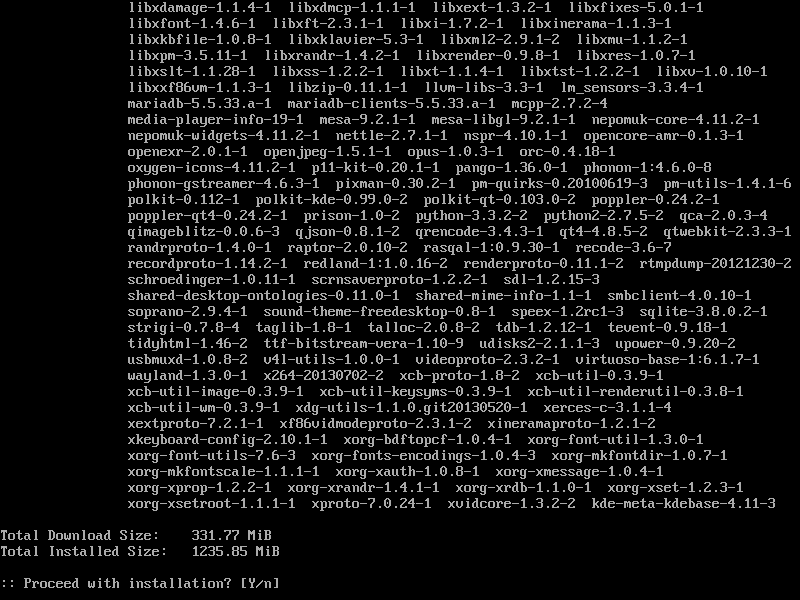 libxdamage-1.1.4-1 libxdmcp-1.1.1-1 libxext-1.3.2-1 libxfixes-5.0.1-1
libxfont-1.4.6-1 libxft-2.3.1-1 libxi-1.7.2-1 libxinerama-1.1.3-1
libxkbfile-1.0.8-1 libxklavier-5.3-1 libxml2-2.9.1-2 libxmu-1.1.2-1
libxpm-3.5.11-1 libxrandr-1.4.2-1 libxrender-0.9.8-1 libxres-1.0.7-1
libxslt-1.1.28-1 libxss-1.2.2-1 libxt-1.1.4-1 libxtst-1.2.2-1 libxv-1.0.10-1
libxxf86vm-1.1.3-1 libzip-0.11.1-1 llvm-libs-3.3-1 lm_sensors-3.3.4-1
mariadb-5.5.33.a-1 mariadb-clients-5.5.33.a-1 mcpp-2.7.2-4
media-player-info-19-1 mesa-9.2.1-1 mesa-libgl-9.2.1-1 nepomuk-core-4.11.2-1
nepomuk-widgets-4.11.2-1 nettle-2.7.1-1 nspr-4.10.1-1 opencore-amr-0.1.3-1
openexr-2.0.1-1 openjpeg-1.5.1-1 opus-1.0.3-1 orc-0.4.18-1
oxygen-icons-4.11.2-1 p11-kit-0.20.1-1 pango-1.36.0-1 phonon-1:4.6.0-8
phonon-gstreamer-4.6.3-1 pixman-0.30.2-1 pm-quirks-0.20100619-3 pm-utils-1.4.1-6
polkit-0.112-1 polkit-kde-0.99.0-2 polkit-qt-0.103.0-2 poppler-0.24.2-1
poppler-qt4-0.24.2-1 prison-1.0-2 python-3.3.2-2 python2-2.7.5-2 qca-2.0.3-4
qimageblitz-0.0.6-3 qjson-0.8.1-2 qrencode-3.4.3-1 qt4-4.8.5-2 qtwebkit-2.3.3-1
randrproto-1.4.0-1 raptor-2.0.10-2 rasqal-1:0.9.30-1 recode-3.6-7
recordproto-1.14.2-1 redland-1:1.0.16-2 renderproto-0.11.1-2 rtmpdump-20121230-2
schroedinger-1.0.11-1 scrnsaverproto-1.2.2-1 sdl-1.2.15-3
shared-desktop-ontologies-0.11.0-1 shared-mime-info-1.1-1 smbclient-4.0.10-1
soprano-2.9.4-1 sound-theme-freedesktop-0.8-1 speex-1.2rc1-3 sqlite-3.8.0.2-1
strigi-0.7.8-4 taglib-1.8-1 talloc-2.0.8-2 tdb-1.2.12-1 tevent-0.9.18-1
tidyhtml-1.46-2 ttf-bitstream-vera-1.10-9 udisks2-2.1.1-3 upower-0.9.20-2
usbmuxd-1.0.8-2 v4l-utils-1.0.0-1 videoproto-2.3.2-1 virtuoso-base-1:6.1.7-1
wayland-1.3.0-1 x264-20130702-2 xcb-proto-1.8-2 xcb-util-0.3.9-1
xcb-util-image-0.3.9-1 xcb-util-keysyms-0.3.9-1 xcb-util-renderutil-0.3.8-1
xcb-util-wm-0.3.9-1 xdg-utils-1.1.0.git20130520-1 xerces-c-3.1.1-4
xextproto-7.2.1-1 xf86vidmodeproto-2.3.1-2 xineramaproto-1.2.1-2
xkeyboard-config-2.10.1-1 xorg-bdftopcf-1.0.4-1 xorg-font-util-1.3.0-1
xorg-font-utils-7.6-3 xorg-fonts-encodings-1.0.4-3 xorg-mkfontdir-1.0.7-1
xorg-mkfontscale-1.1.1-1 xorg-xauth-1.0.8-1 xorg-xmessage-1.0.4-1
xorg-xprop-1.2.2-1 xorg-xrandr-1.4.1-1 xorg-xrdb-1.1.0-1 xorg-xset-1.2.3-1
xorg-xsetroot-1.1.1-1 xproto-7.0.24-1 xvidcore-1.3.2-2 kde-meta-kdebase-4.11-3
Total Download Size: 331.77 MiB
Total Installed Size: 1235.85 MiB
:: Proceed with installation? [Y/n]